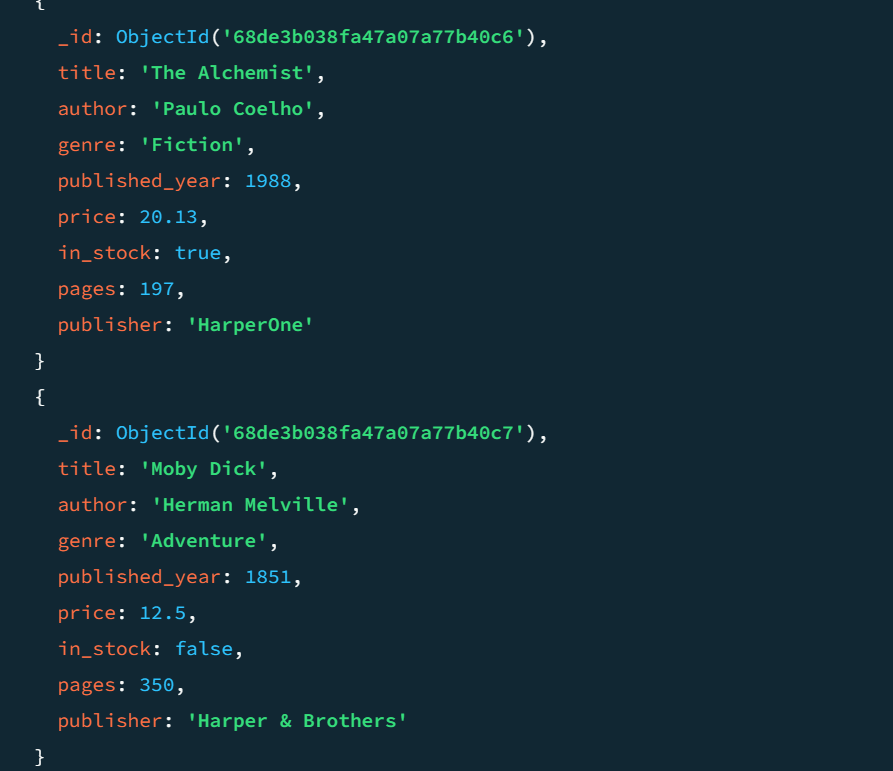 {
_id: ObjectId('68de3b038fa47a07a77b40c6'),
title: 'The Alchemist',
author: 'Paulo Coelho',
genre: 'Fiction',
published_year: 1988,
price: 20.13,
in_stock: true,
pages: 197,
publisher: 'HarperOne'
}
{
_id: ObjectId('68de3b038fa47a07a77b40c7'),
title: 'Moby Dick',
author: 'Herman Melville',
genre: 'Adventure',
published_year: 1851,
price: 12.5,
in_stock: false,
pages: 350,
publisher: 'Harper & Brothers'
}